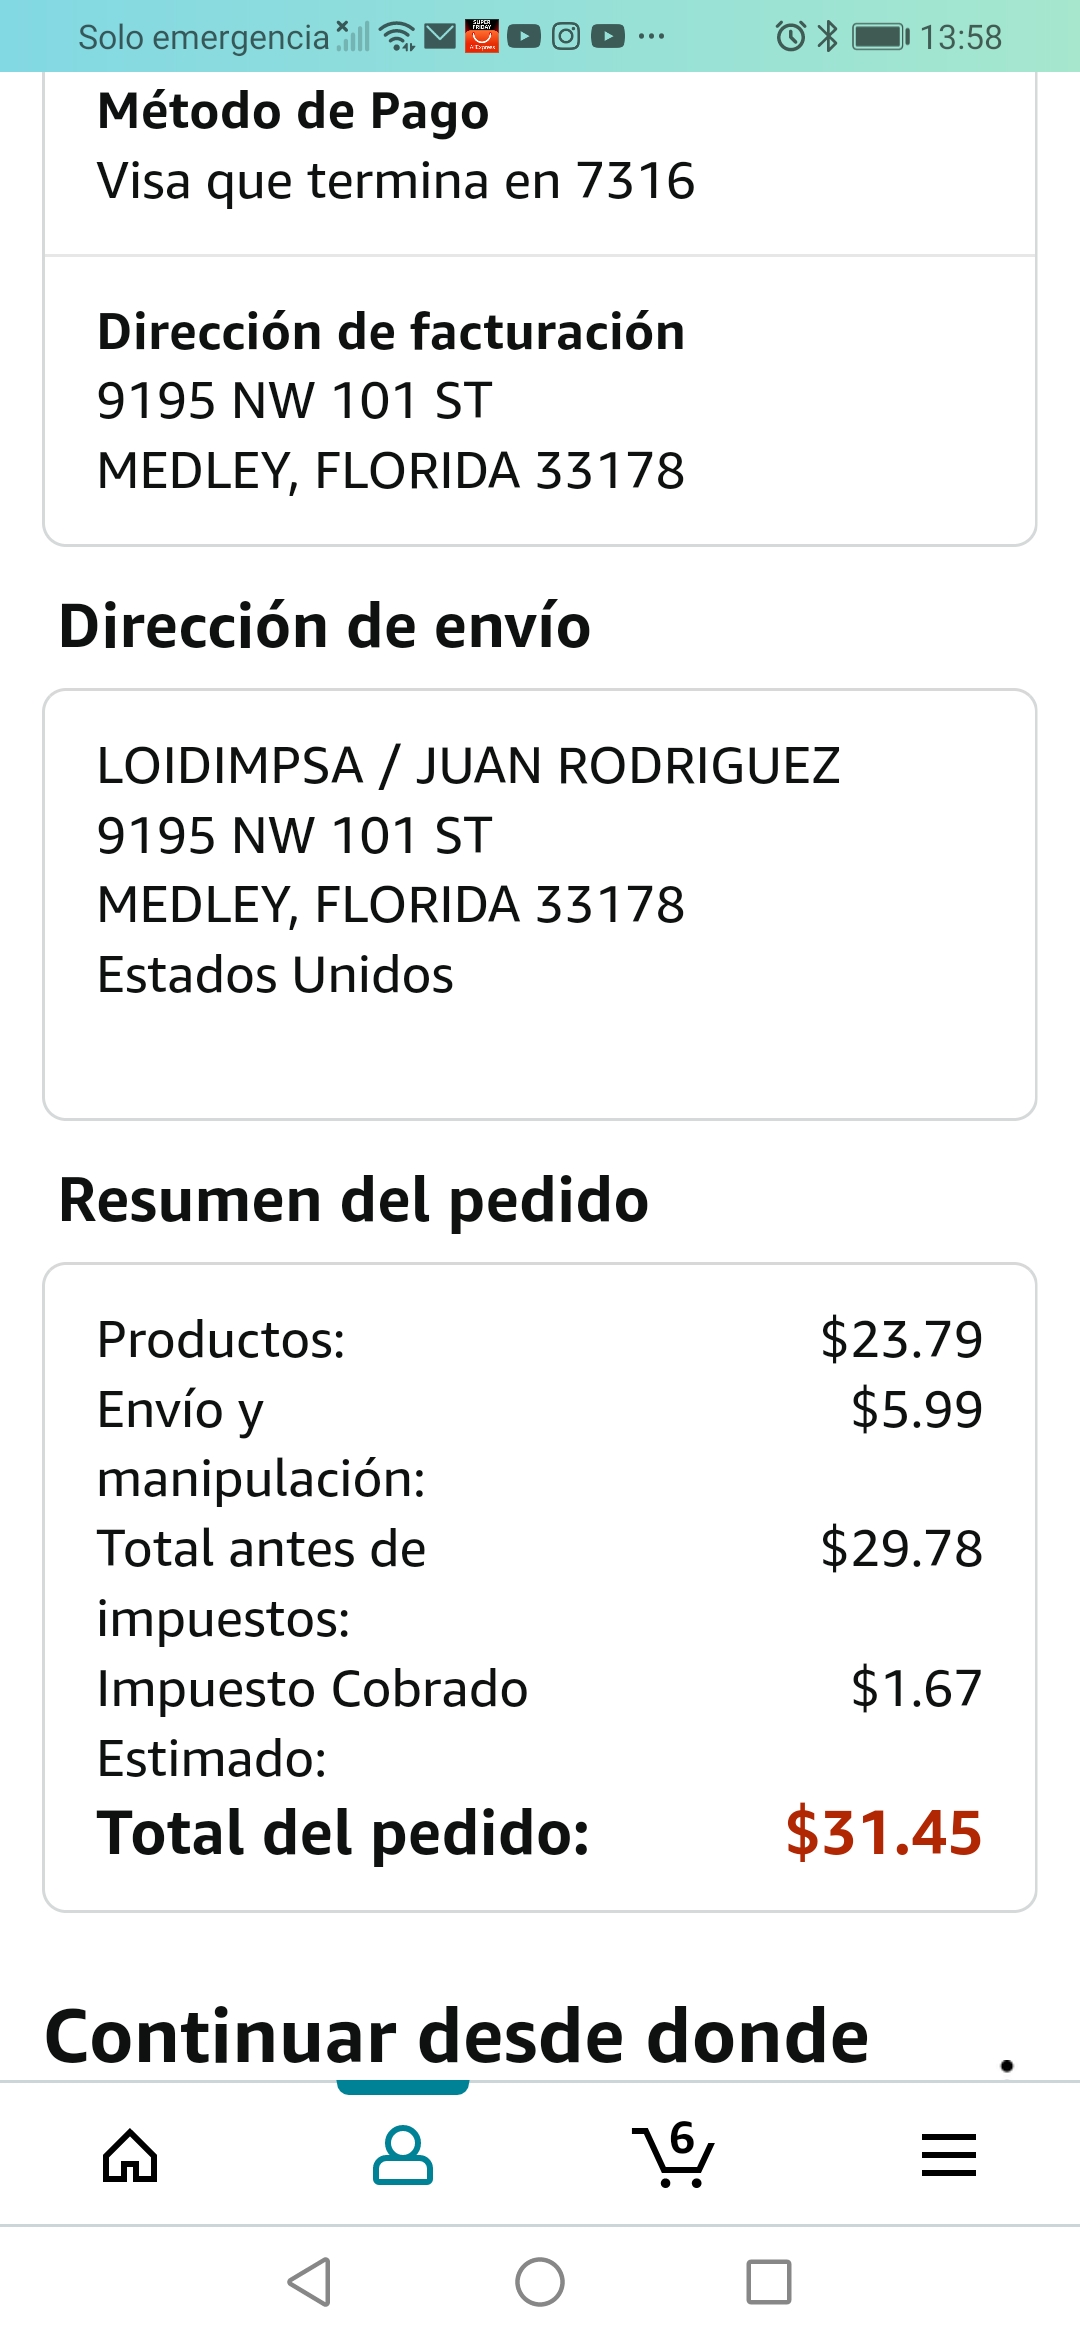 Solo emergencia 13:58
Método de Pago
Visa que termina en 7316
Dirección de facturación
9195 NW 101 ST
MEDLEY, FLORIDA 33178
Dirección de envío
LOIDIMPSA / JUAN RODRIGUEZ
9195 NW 101 ST
MEDLEY, FLORIDA 33178
Estados Unidos
Resumen del pedido
Productos: $23.79
Envío y $5.99
manipulación:
Total antes de $29.78
impuestos:
Impuesto Cobrado $1.67
Estimado:
Total del pedido: $31.45
Continuar desde donde
6